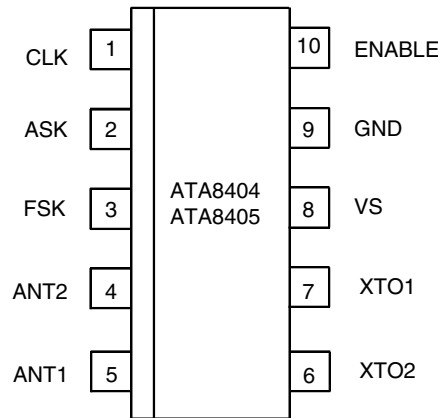 CLK 1 10 ENABLE
ASK 2 9 GND
ATA8404
FSK 3 ATA8405 8 VS
ANT2 4 7 XTO1
ANT1 5 6 XTO2